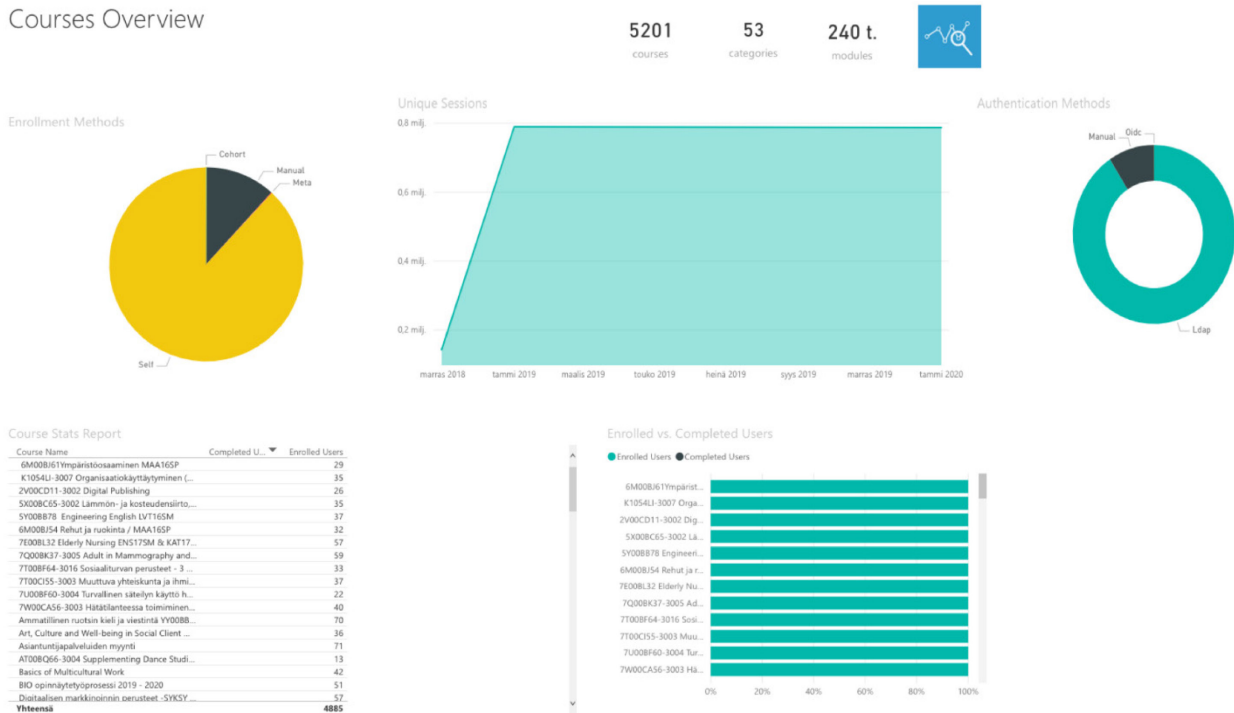 Courses Overview
5201
courses
53
categories
240 t.
modules
Enrollment Methods
Cohort
Manual
Meta
Self
Unique Sessions
0,8 milj.
0,6 milj.
0,4 milj.
0,2 milj.
marras 2018 tammi 2019 maalis 2019 touko 2019 heinä 2019 syys 2019 marras 2019 tammi 2020
Authentication Methods
Manual Oidc
Ldap
Course Stats Report
Course Name Completed U... Enrolled Users
6M00BJ61Ympäristöosaaminen MAA16SP 29
K1054LJ-3007 Organisaatiokäyttäytyminen (... 35
2V00CD11-3002 Digital Publishing 26
5X00BC65-3002 Lämmön- ja kosteudensiirto,... 35
5Y00BB78 Engineering English LVT16SM 37
6M00BJ54 Rehut ja ruokinta / MAA16SP 32
7E00BL32 Elderly Nursing ENS17SM & KAT17... 57
7Q00BK37-3005 Adult in Mammography and... 59
7T00BF64-3016 Sosiaaliturvan perusteet - 3 ... 33
7T00CJ55-3003 Muuttuva yhteiskunta ja ihmi... 37
7U00BF60-3004 Turvallinen säteilyn käyttö h... 22
7W00CA56-3003 Hätätilanteessa toimiminen... 40
Ammatillinen ruotsin kieli ja viestintä YY00BB... 70
Art, Culture and Well-being in Social Client ... 36
Asiantuntijapalveluiden myynti 71
AT00BQ66-3004 Supplementing Dance Studi... 13
Basics of Multicultural Work 42
BIO opinnäytetyöprosessi 2019 - 2020 51
Digitaalisen markkinoinnin perusteet -SYKSY ... 57
Yhteensä 4885
Enrolled vs. Completed Users
Enrolled Users Completed Users
6M00BJ61Ympärist...
K1054LJ-3007 Orga...
2V00CD11-3002 Dig...
5X00BC65-3002 Lä...
5Y00BB78 Engineeri...
6M00BJ54 Rehut ja r...
7E00BL32 Elderly Nu...
7Q00BK37-3005 Ad...
7T00BF64-3016 Sosi...
7T00CJ55-3003 Muu...
7U00BF60-3004 Tur...
7W00CA56-3003 Hä...
0% 20% 40% 60% 80% 100%